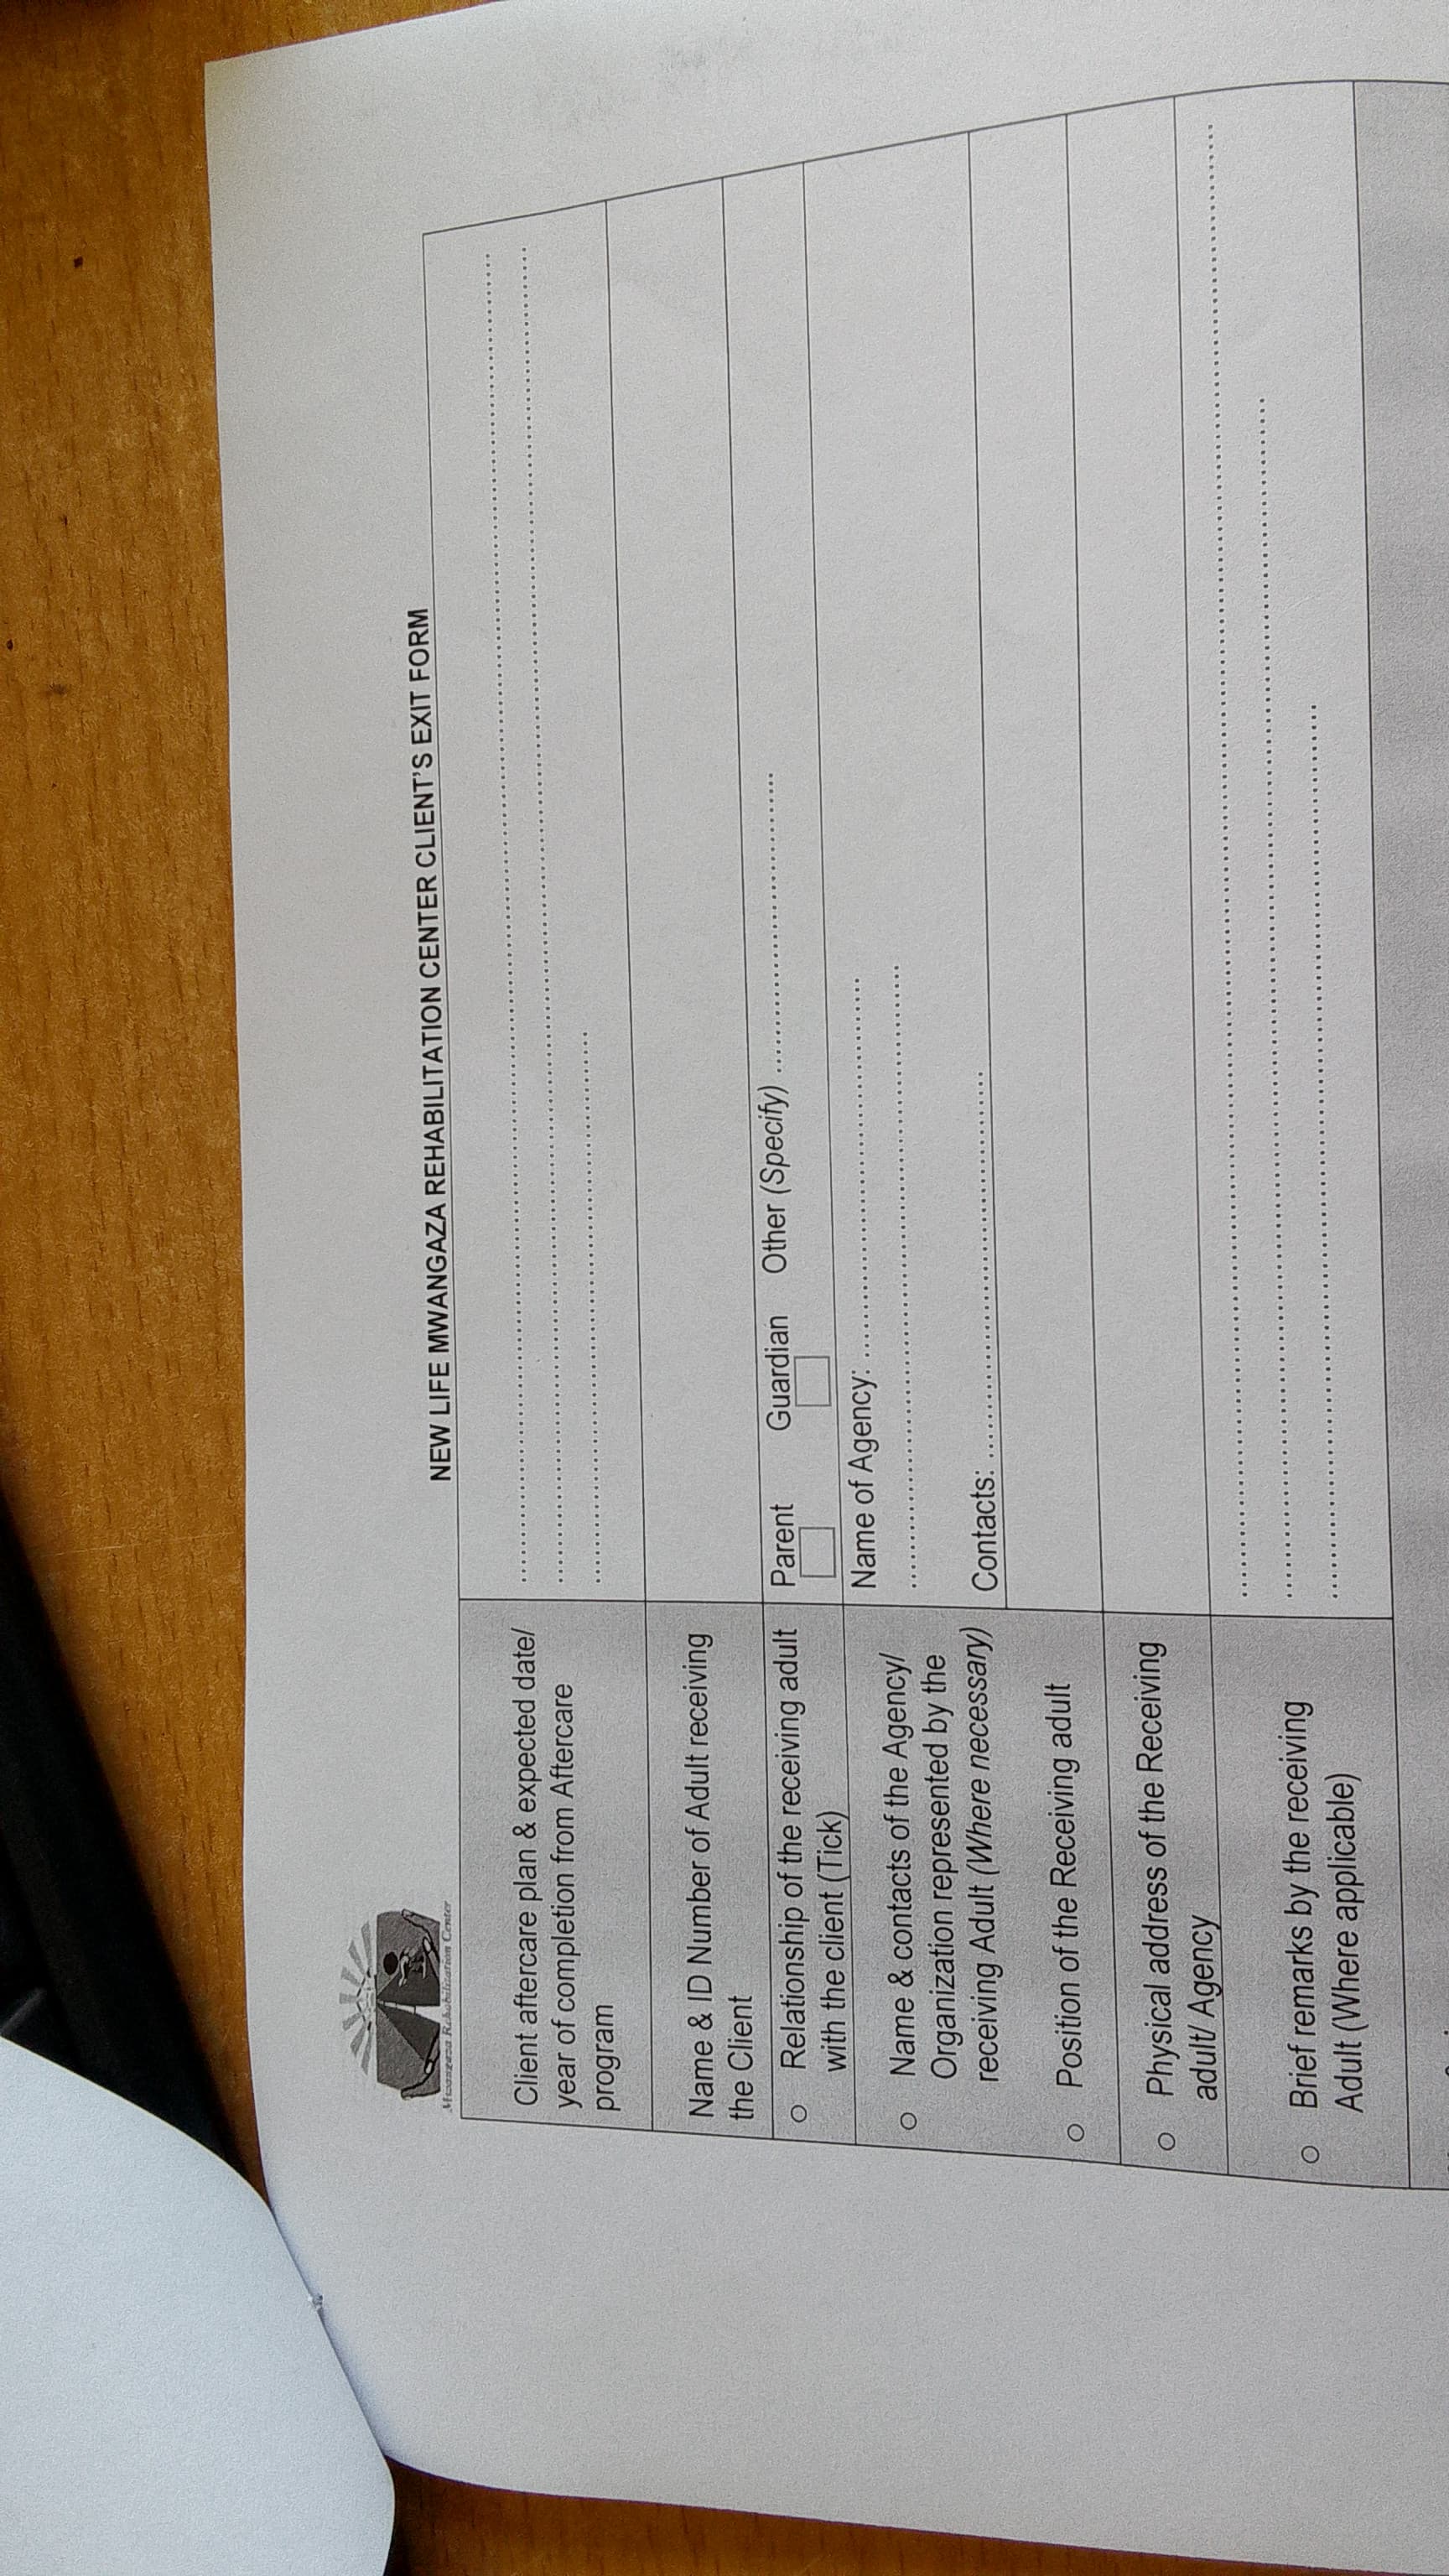 Mwangaza Rehabilitation Center
NEW LIFE MWANGAZA REHABILITATION CENTER CLIENT'S EXIT FORM
Client aftercare plan & expected date/
year of completion from Aftercare
program
Name & ID Number of Adult receiving
the Client
○ Relationship of the receiving adult
with the client (Tick)
Parent Guardian Other (Specify) ..............................
○ Name & contacts of the Agency/
Organization represented by the
receiving Adult (Where necessary)
Name of Agency: ..............................
Contacts: ..............................
○ Position of the Receiving adult
○ Physical address of the Receiving
adult/ Agency
○ Brief remarks by the receiving
Adult (Where applicable)